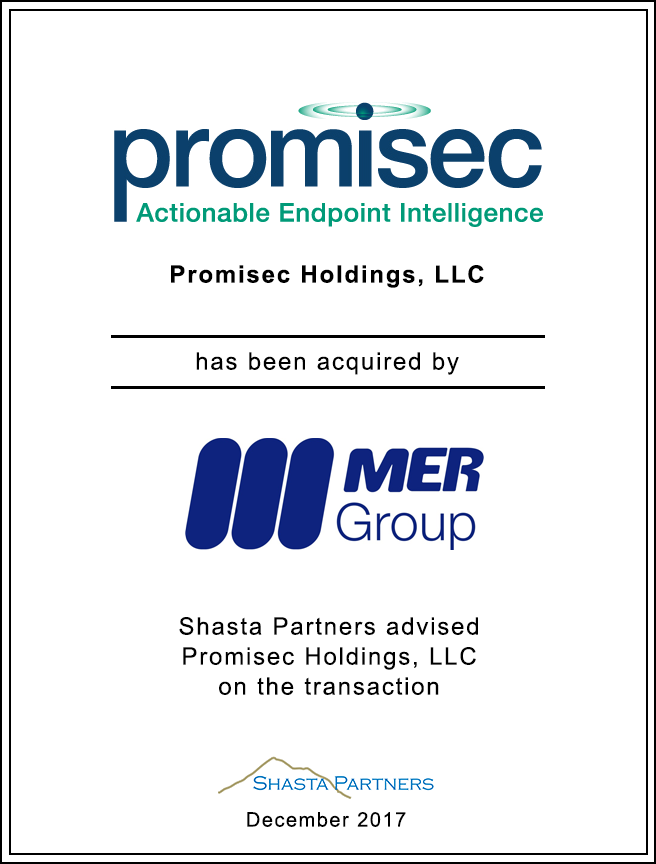 promisec
Actionable Endpoint Intelligence
Promisec Holdings, LLC
has been acquired by
MER
Group
Shasta Partners advised
Promisec Holdings, LLC
on the transaction
SHASTA PARTNERS
December 2017